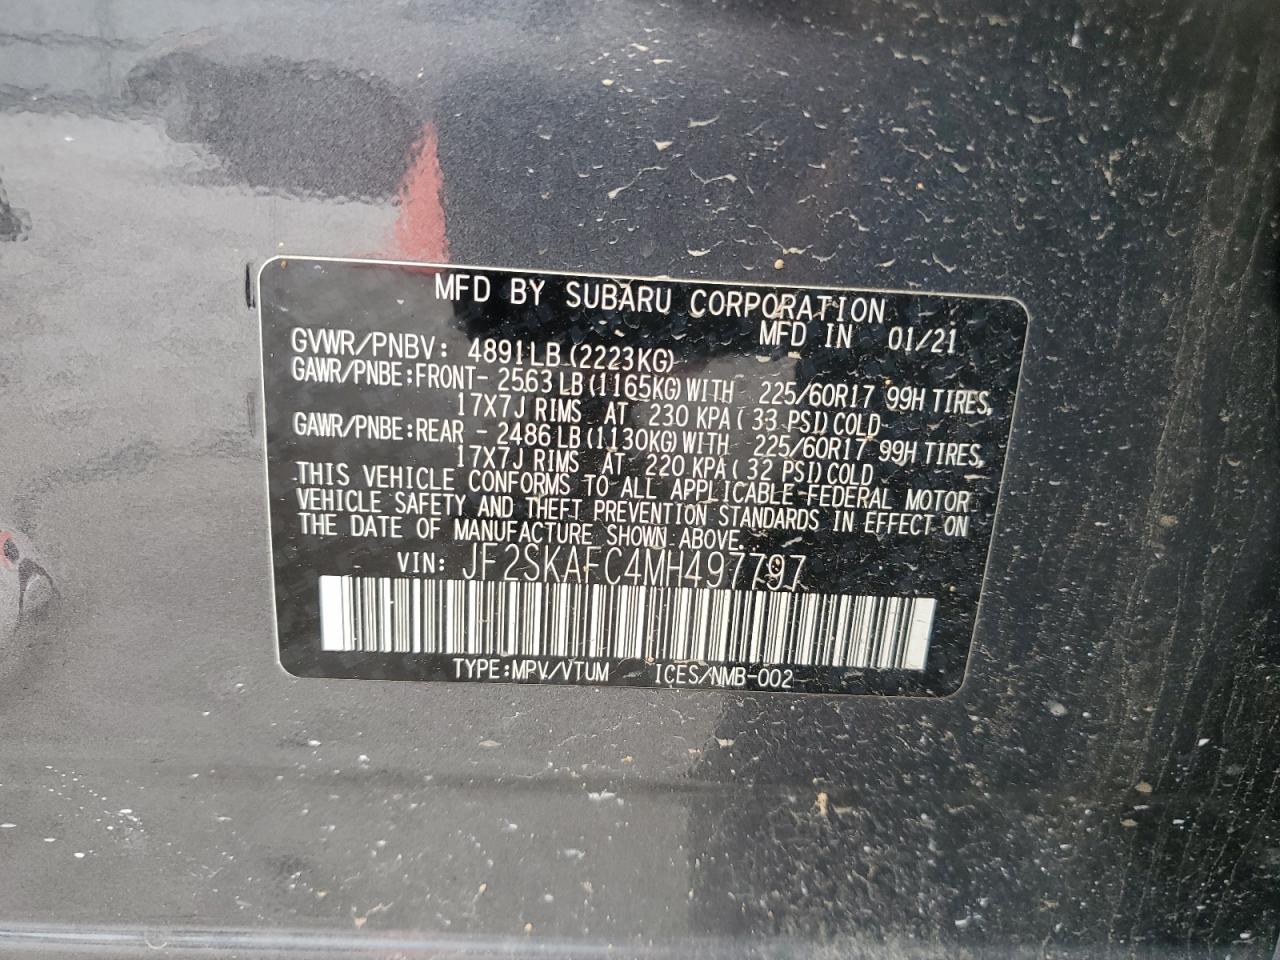 MFD BY SUBARU CORPORATION
MFD IN 01/21
GVWR/PNBV: 4891LB (2223KG)
GAWR/PNBE:FRONT- 2563 LB (1165KG) WITH 225/60R17 99H TIRES,
17X7J RIMS AT 230 KPA ( 33 PSI) COLD
GAWR/PNBE:REAR - 2486 LB (1130KG) WITH 225/60R17 99H TIRES,
17X7J RIMS AT 220 KPA ( 32 PSI) COLD
THIS VEHICLE CONFORMS TO ALL APPLICABLE FEDERAL MOTOR
VEHICLE SAFETY AND THEFT PREVENTION STANDARDS IN EFFECT ON
THE DATE OF MANUFACTURE SHOWN ABOVE.
VIN: JF2SKAFC4MH497797
TYPE:MPV/VTUM ICES/NMB-002